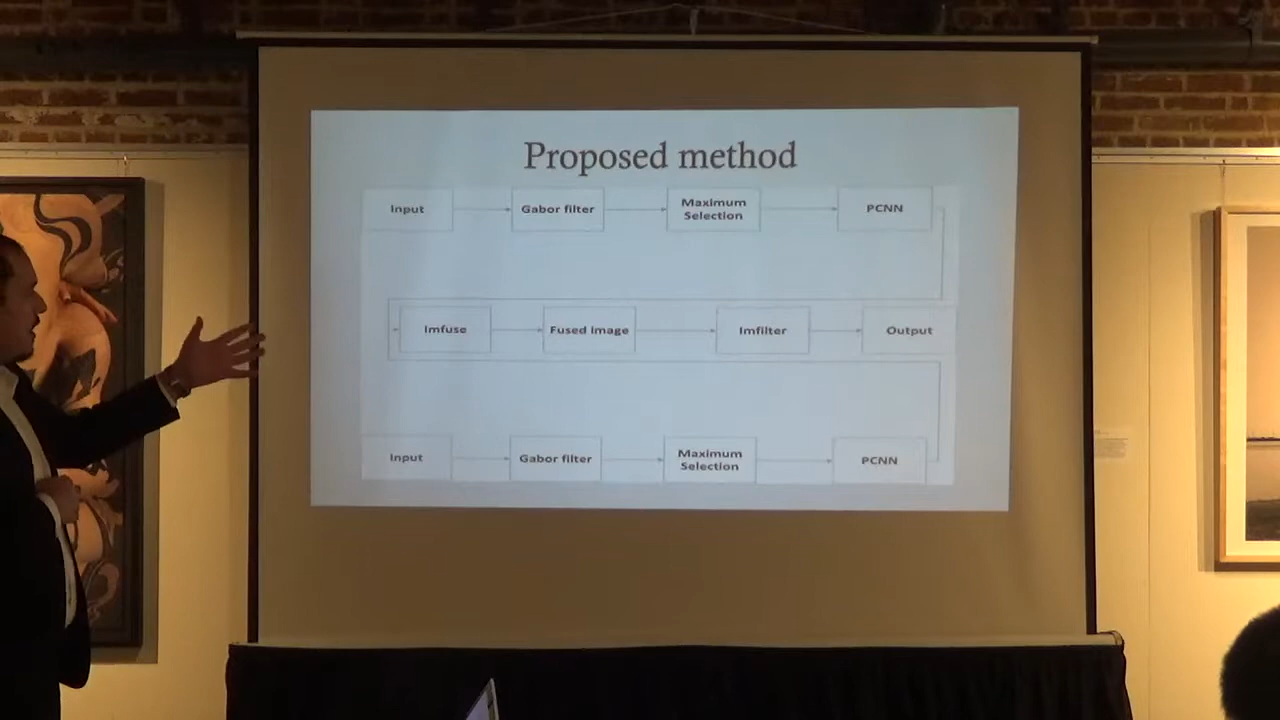 Proposed method
Input
Gabor filter
Maximum
Selection
PCNN
Imfuse
Fused image
Imfilter
Output
Input
Gabor filter
Maximum
Selection
PCNN